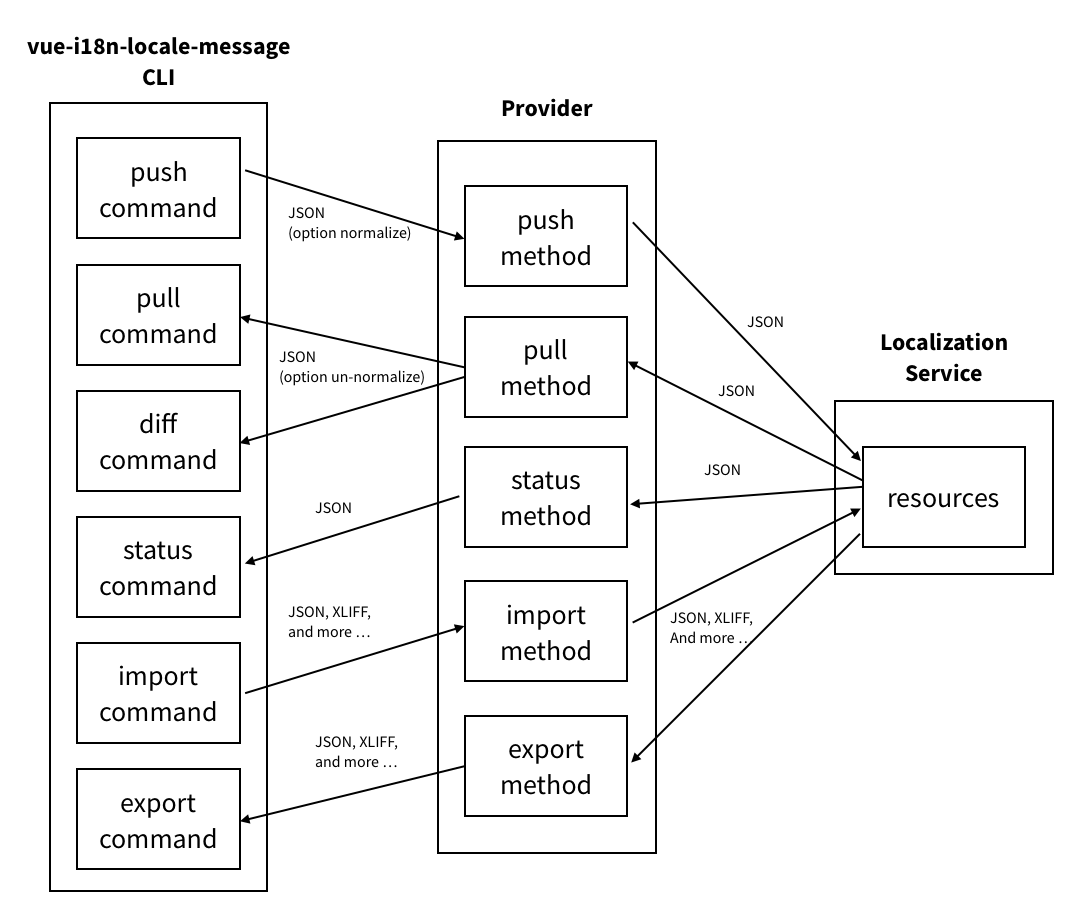 vue-i18n-locale-message
CLI
push
command
pull
command
diff
command
status
command
import
command
export
command
JSON
(option normalize)
JSON
(option un-normalize)
JSON
JSON, XLIFF,
and more …
JSON, XLIFF,
and more …
Provider
push
method
pull
method
status
method
import
method
export
method
JSON
JSON
JSON
JSON, XLIFF,
And more …
Localization
Service
resources